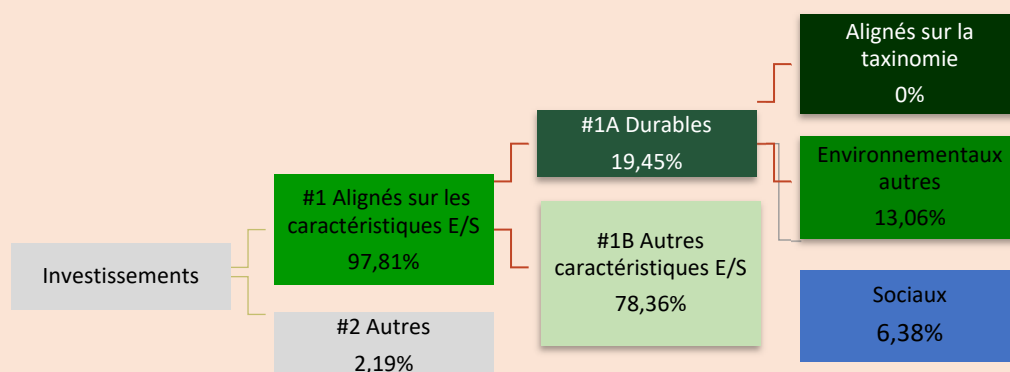 Investissements
#1 Alignés sur les
caractéristiques E/S
97,81%
#2 Autres
2,19%
#1A Durables
19,45%
#1B Autres
caractéristiques E/S
78,36%
Alignés sur la
taxinomie
0%
Environnementaux
autres
13,06%
Sociaux
6,38%